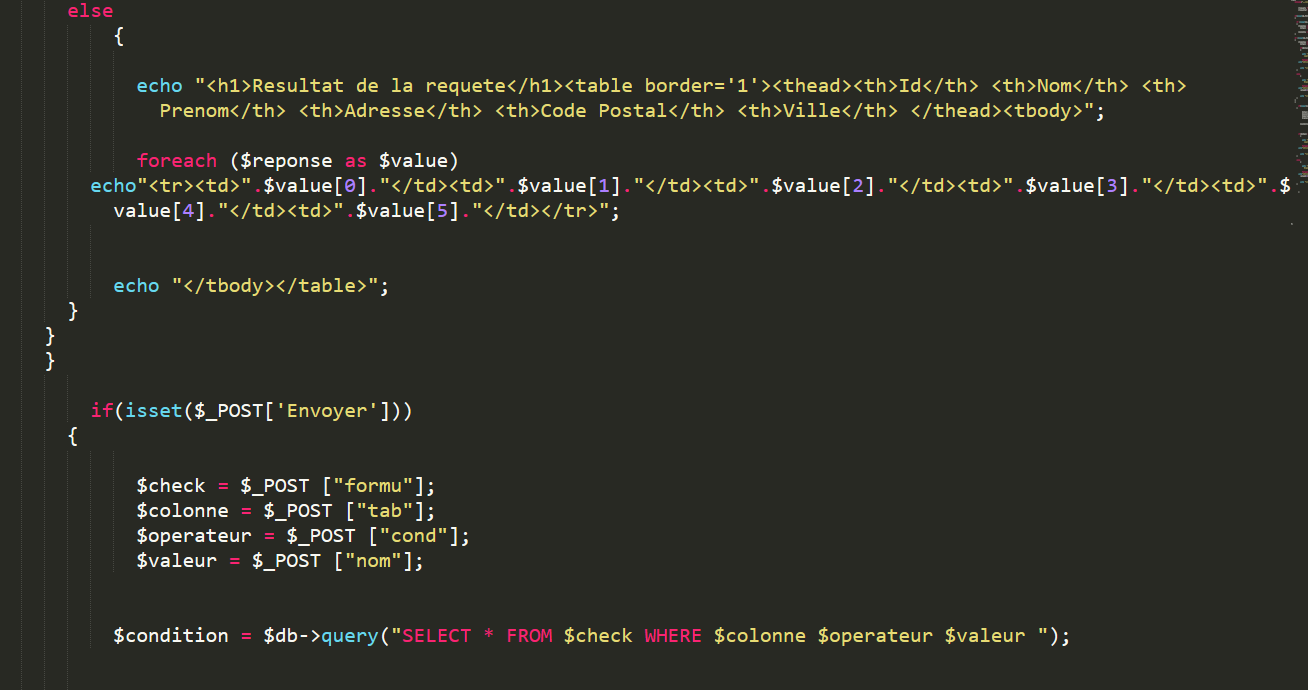 else
{
echo "<h1>Resultat de la requete</h1><table border='1'><thead><th>Id</th> <th>Nom</th> <th>
Prenom</th> <th>Adresse</th> <th>Code Postal</th> <th>Ville</th> </thead><tbody>";
foreach ($reponse as $value)
echo"<tr><td>".$value[0]."</td><td>".$value[1]."</td><td>".$value[2]."</td><td>".$value[3]."</td><td>".$
value[4]."</td><td>".$value[5]."</td></tr>";
echo "</tbody></table>";
}
}
}
if(isset($_POST['Envoyer']))
{
$check = $_POST ["formu"];
$colonne = $_POST ["tab"];
$operateur = $_POST ["cond"];
$valeur = $_POST ["nom"];
$condition = $db->query("SELECT * FROM $check WHERE $colonne $operateur $valeur ");